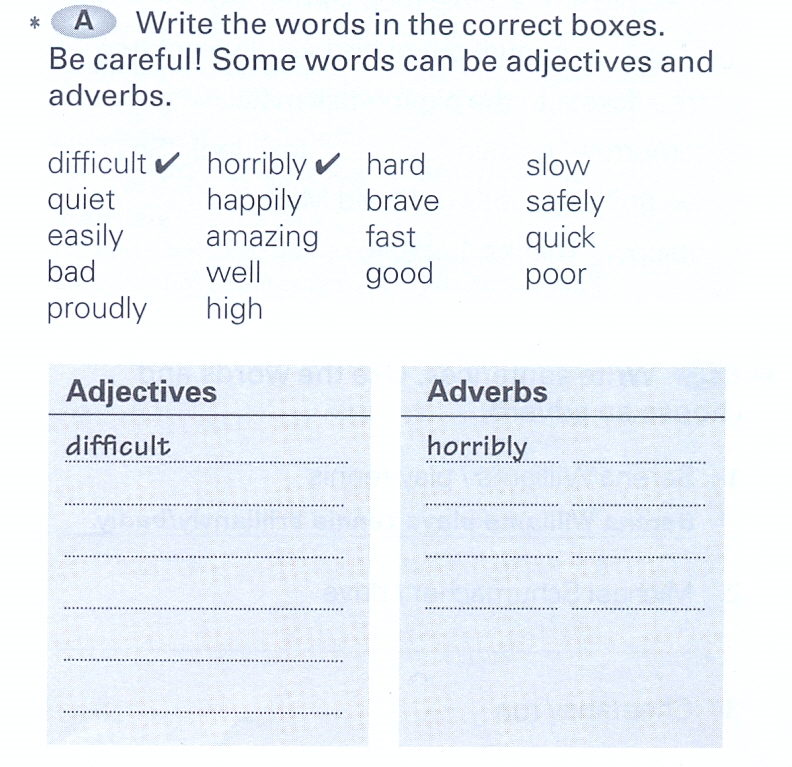 * A Write the words in the correct boxes.
Be careful! Some words can be adjectives and
adverbs.
difficult ✔ horribly ✔ hard slow
quiet happily brave safely
easily amazing fast quick
bad well good poor
proudly high
Adjectives Adverbs
difficult horribly